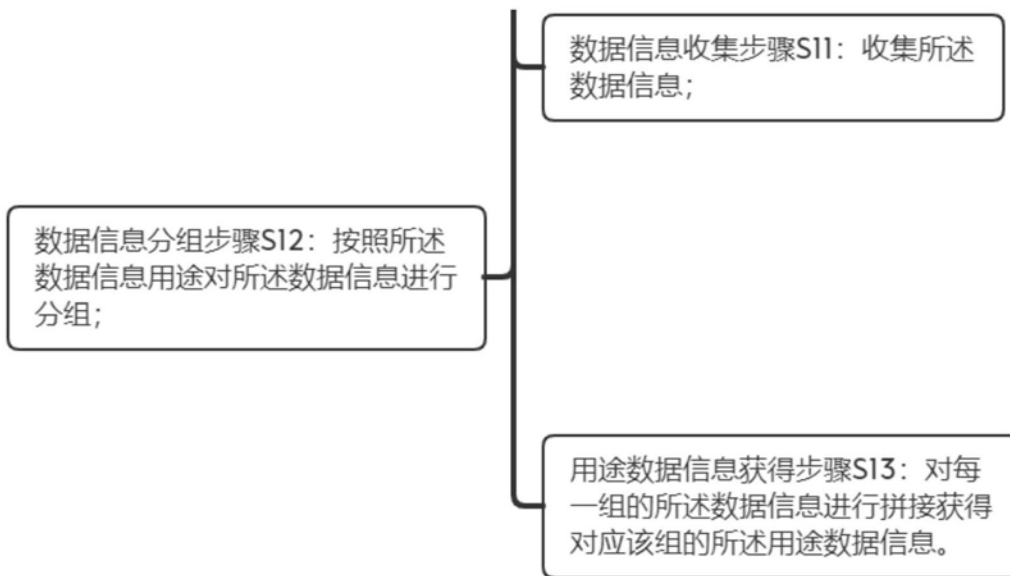 数据信息收集步骤S11：收集所述
数据信息；
数据信息分组步骤S12：按照所述
数据信息用途对所述数据信息进行
分组；
用途数据信息获得步骤S13：对每
一组的所述数据信息进行拼接获得
对应该组的所述用途数据信息。